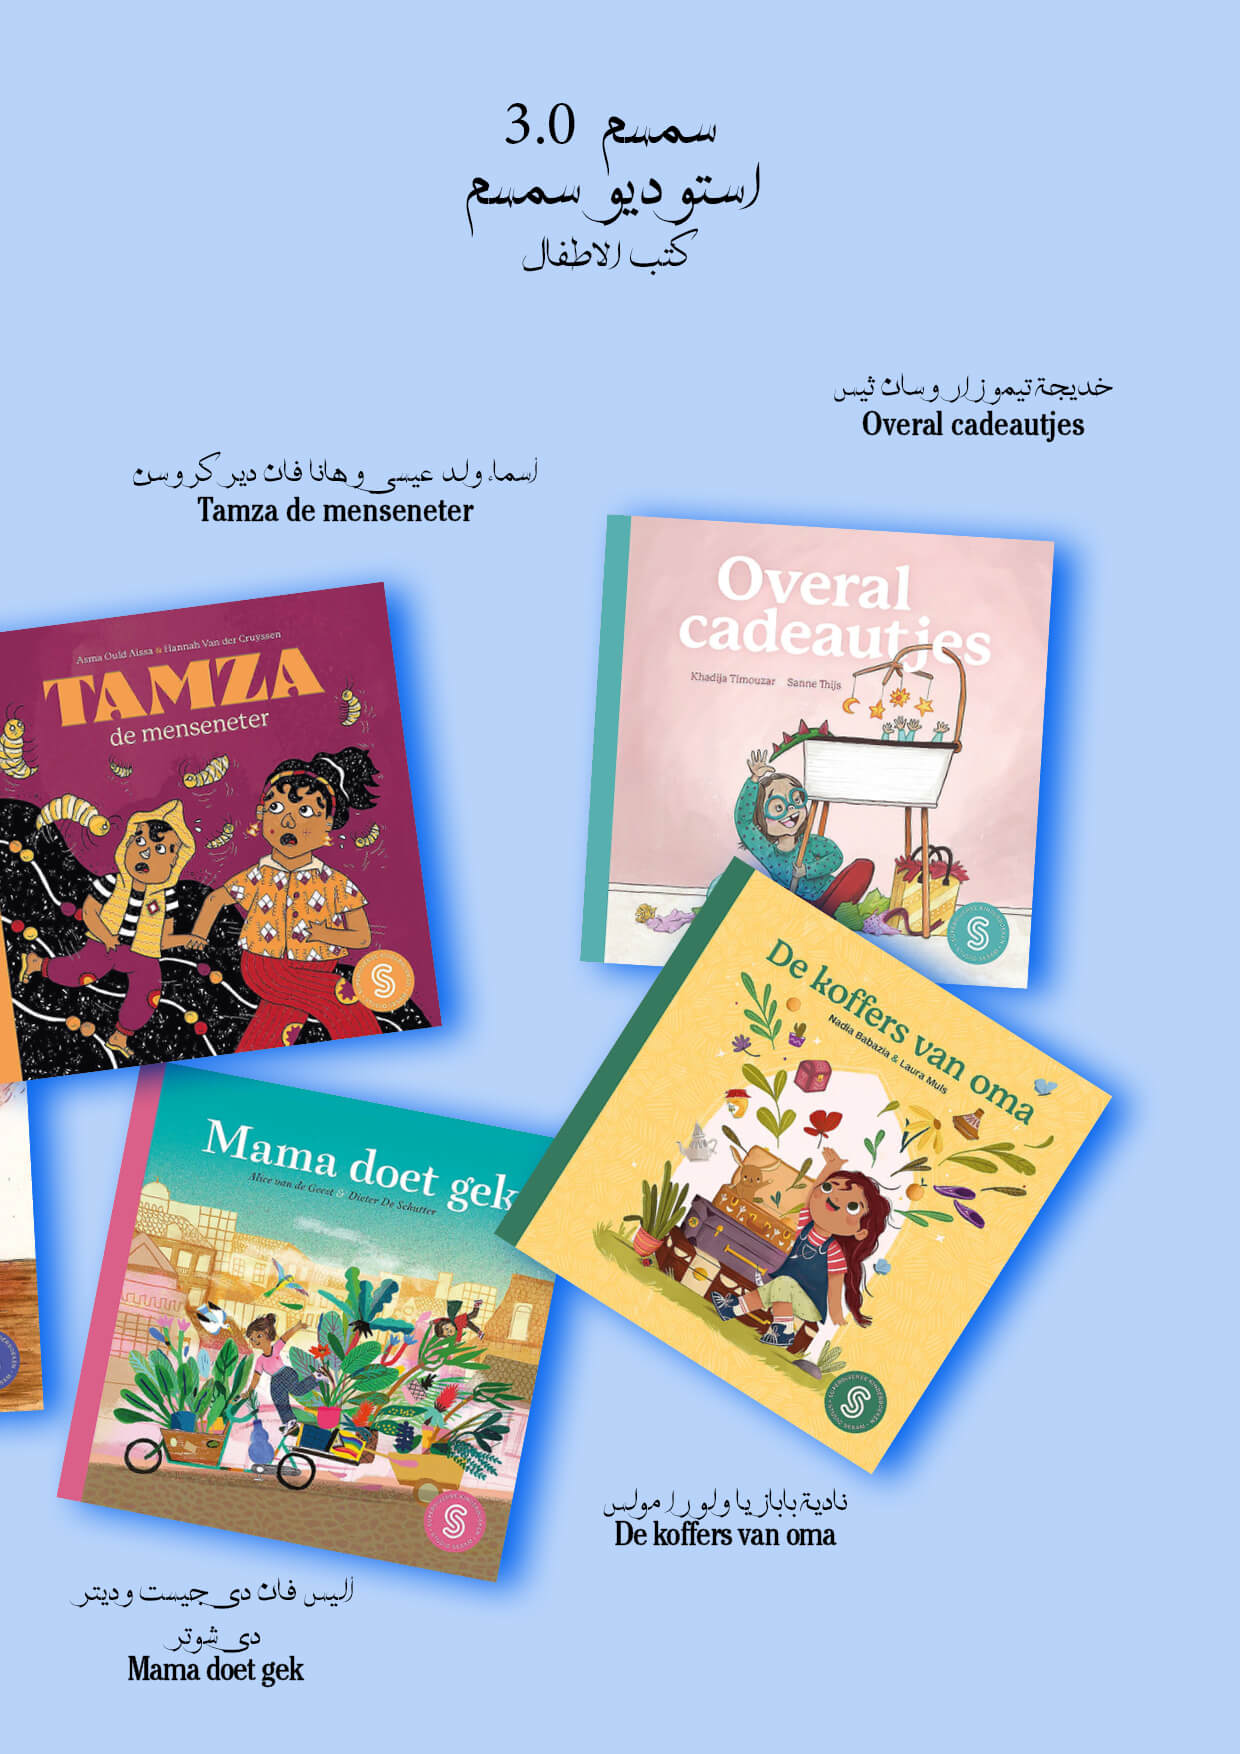 سمسم 3.0
استوديو سمسم
كتب الاطفال
خديجة تيموزار وسان ثيس
Overal cadeautjes
أسماء ولد عيسى وهانا فان دير كروسن
Tamza de menseneter
Overal
cadeautjes
Khadija Timouzar Sanne Thijs
Asma Ould Aissa & Hannah Van der Cruyssen
TAMZA
de menseneter
De koffers van oma
Nadia Babazia & Laura Muls
Mama doet gek
Alice van de Geest & Dieter De Schutter
نادية بابازيا ولورا مولس
De koffers van oma
أليس فان دي جيست وديتر
دي شوتر
Mama doet gek